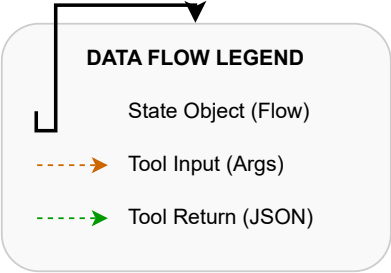 DATA FLOW LEGEND
State Object (Flow)
Tool Input (Args)
Tool Return (JSON)